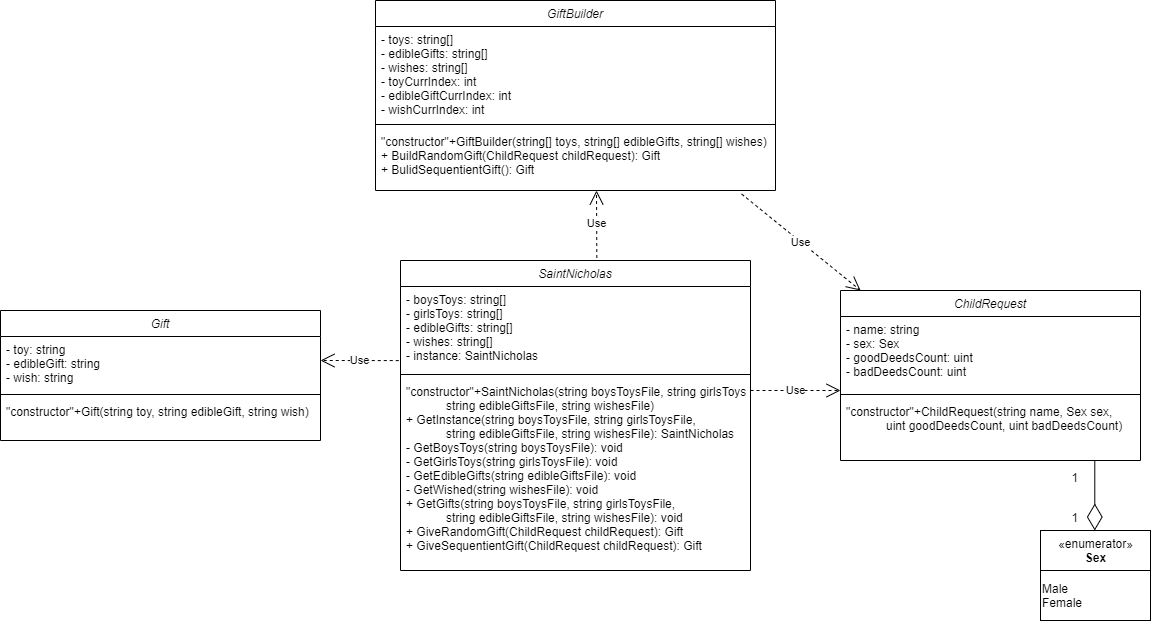 GiftBuilder
- toys: string[]
- edibleGifts: string[]
- wishes: string[]
- toyCurrIndex: int
- edibleGiftCurrIndex: int
- wishCurrIndex: int
"constructor"+GiftBuilder(string[] toys, string[] edibleGifts, string[] wishes)
+ BuildRandomGift(ChildRequest childRequest): Gift
+ BulidSequentientGift(): Gift
Use
Use
SaintNicholas
- boysToys: string[]
- girlsToys: string[]
- edibleGifts: string[]
- wishes: string[]
- instance: SaintNicholas
"constructor"+SaintNicholas(string boysToysFile, string girlsToys
string edibleGiftsFile, string wishesFile)
+ GetInstance(string boysToysFile, string girlsToysFile,
string edibleGiftsFile, string wishesFile): SaintNicholas
- GetBoysToys(string boysToysFile): void
- GetGirlsToys(string girlsToysFile): void
- GetEdibleGifts(string edibleGiftsFile): void
- GetWished(string wishesFile): void
+ GetGifts(string boysToysFile, string girlsToysFile,
string edibleGiftsFile, string wishesFile): void
+ GiveRandomGift(ChildRequest childRequest): Gift
+ GiveSequentientGift(ChildRequest childRequest): Gift
Use
Gift
- toy: string
- edibleGift: string
- wish: string
"constructor"+Gift(string toy, string edibleGift, string wish)
Use
ChildRequest
- name: string
- sex: Sex
- goodDeedsCount: uint
- badDeedsCount: uint
"constructor"+ChildRequest(string name, Sex sex,
uint goodDeedsCount, uint badDeedsCount)
1
1
«enumerator»
Sex
Male
Female